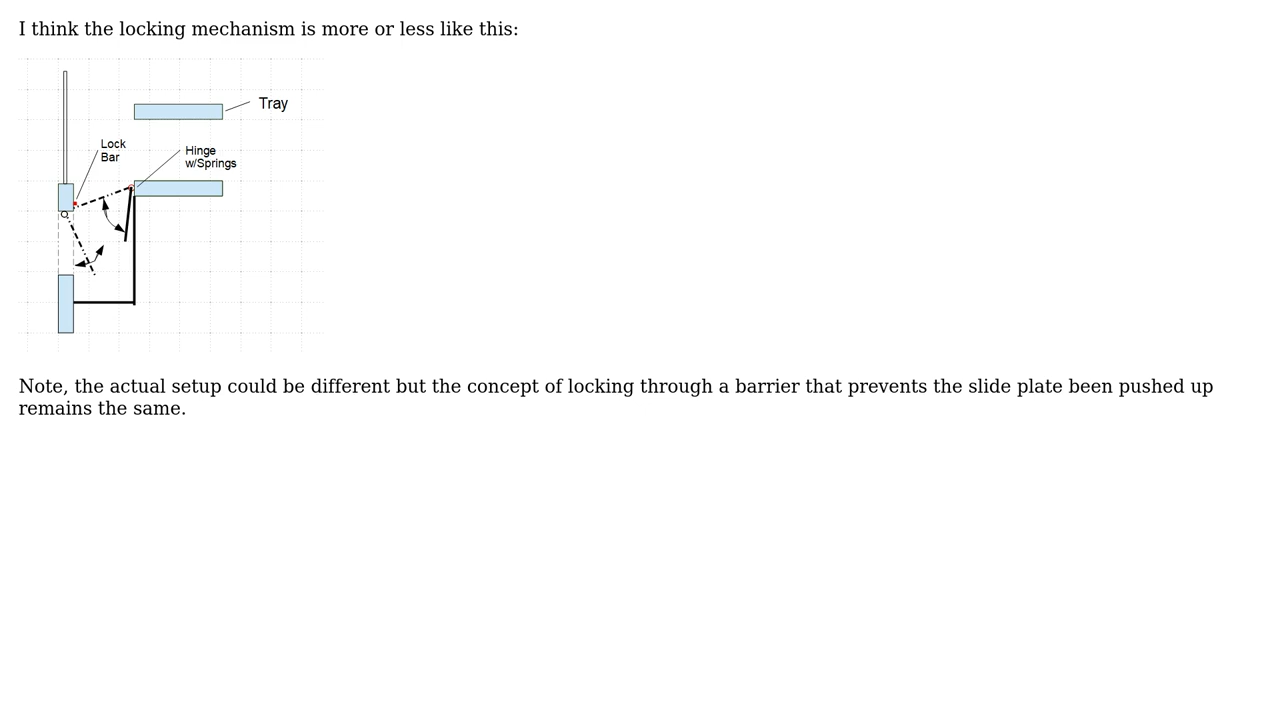 I think the locking mechanism is more or less like this:
Tray
Lock
Bar
Hinge
w/Springs
Note, the actual setup could be different but the concept of locking through a barrier that prevents the slide plate been pushed up
remains the same.